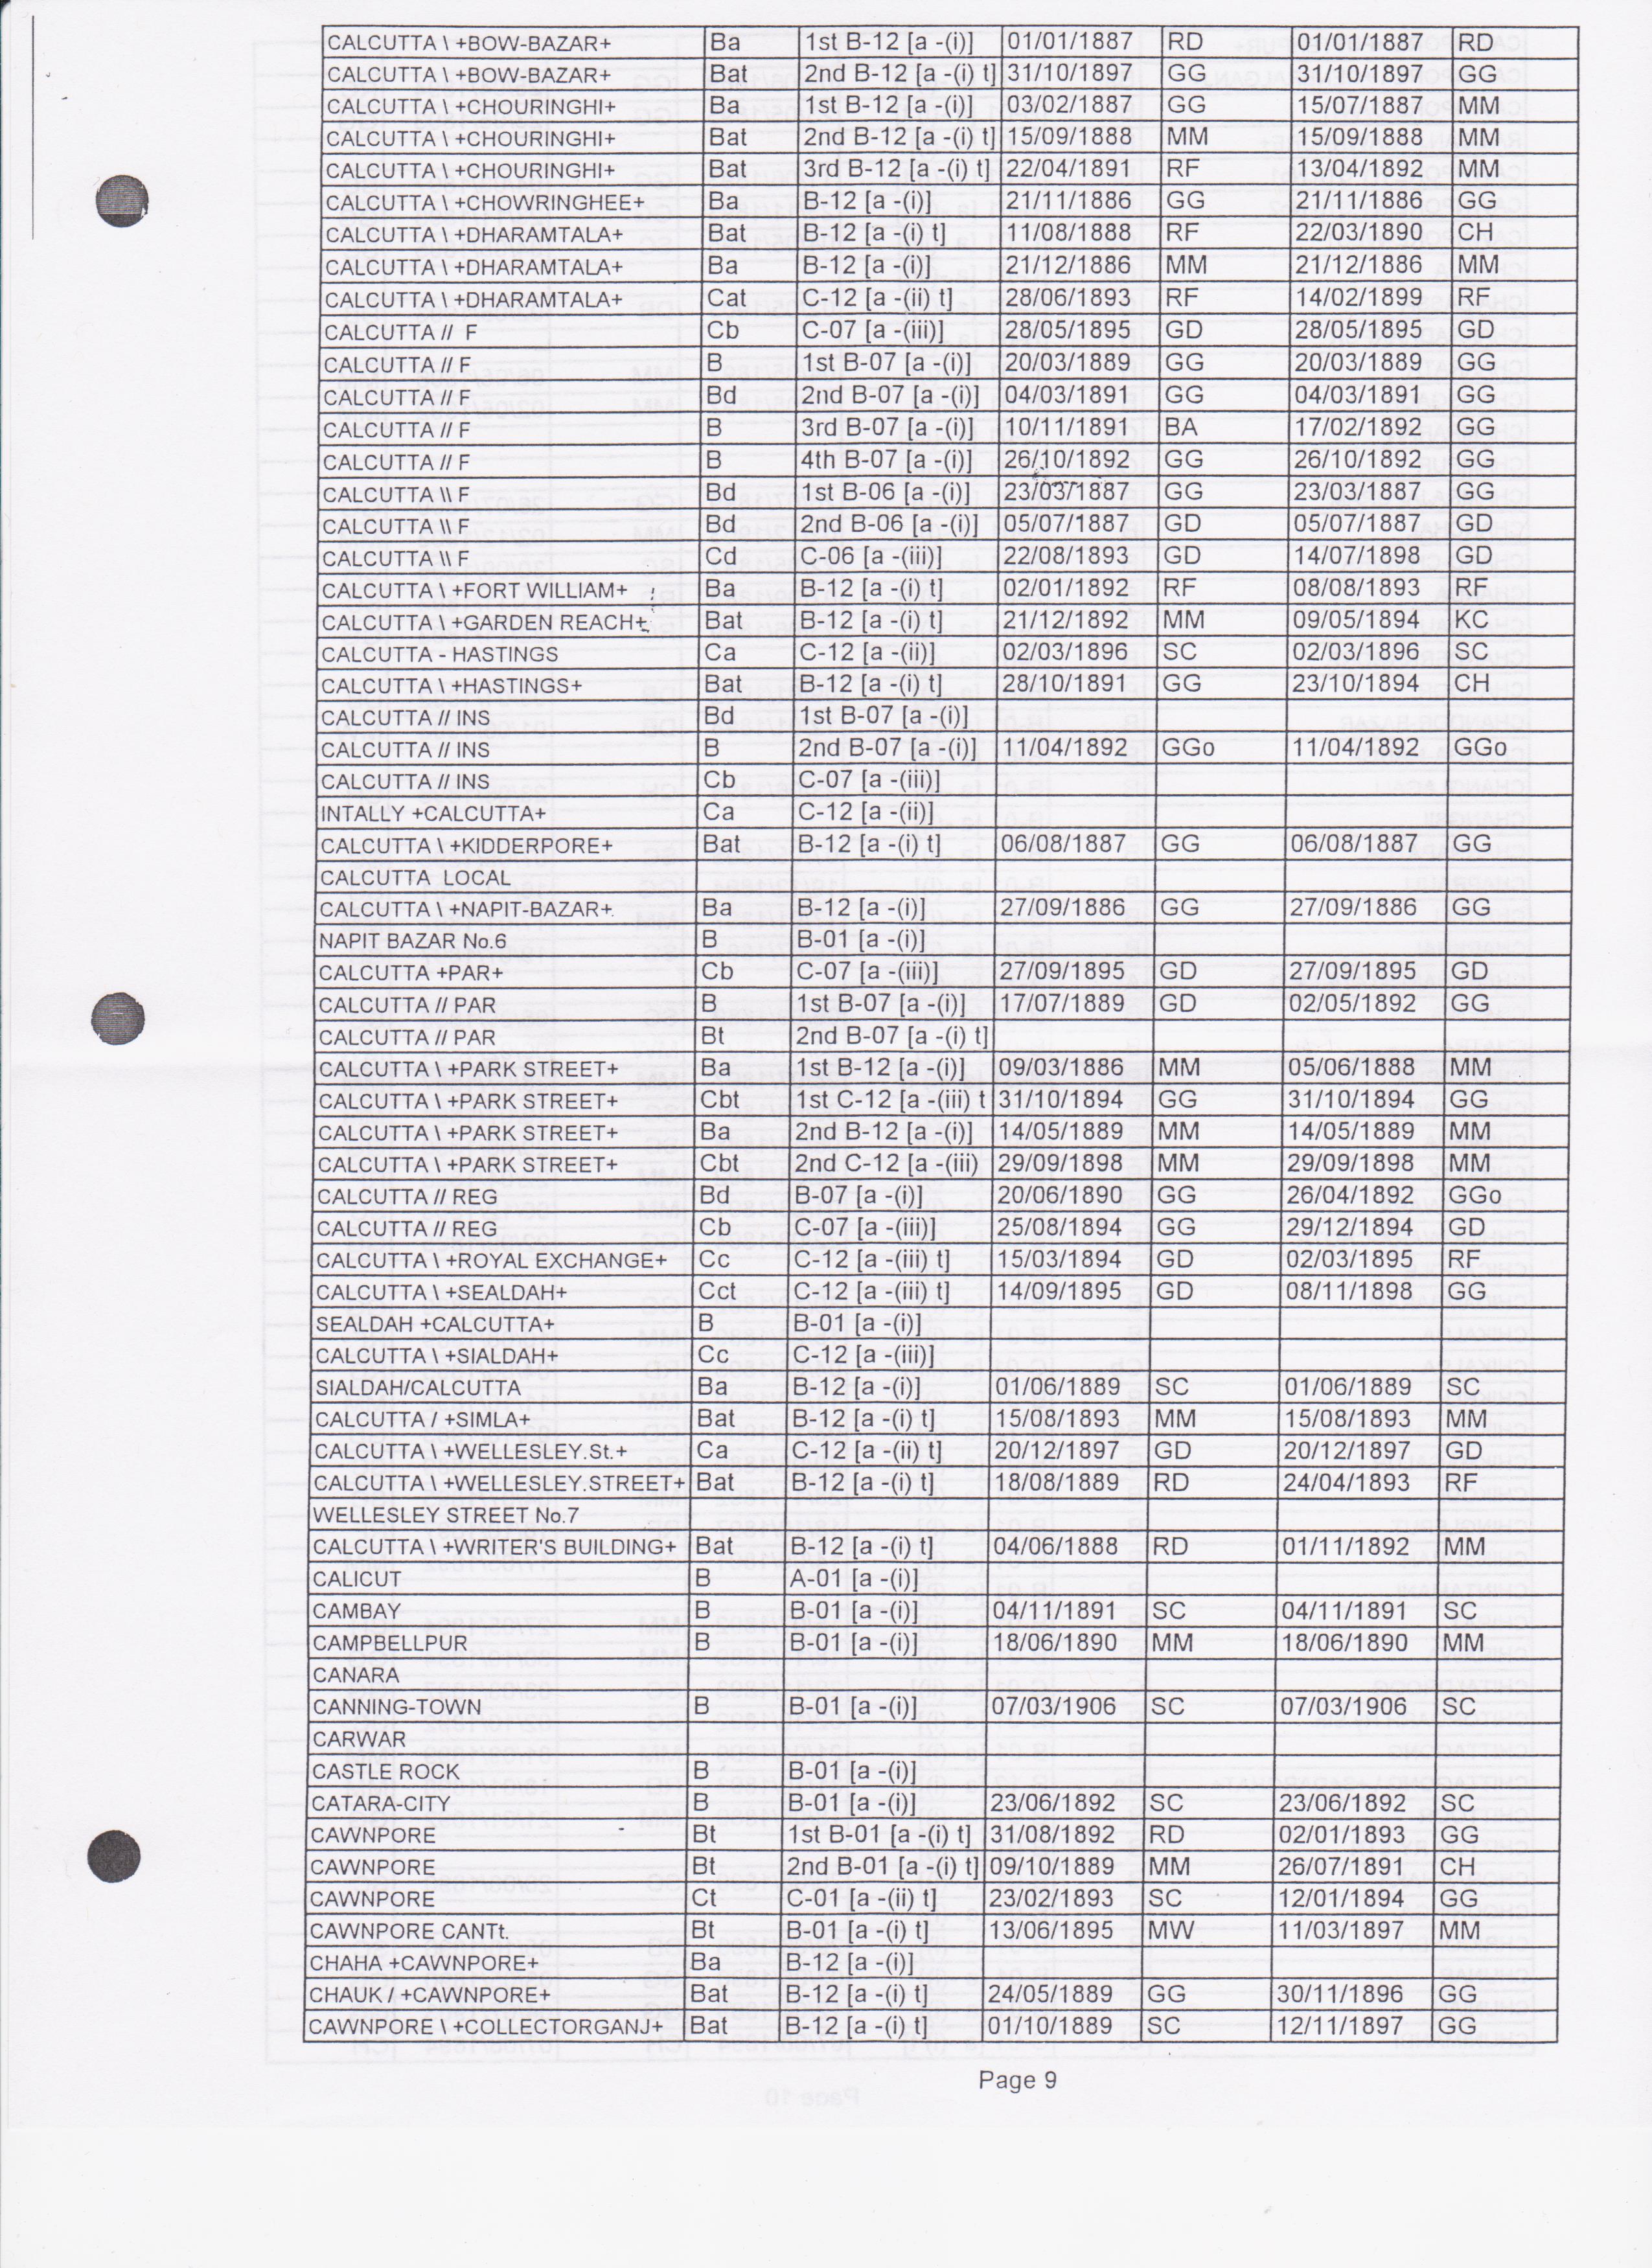 CALCUTTA \ +BOW-BAZAR+ Ba 1st B-12 [a -(i)] 01/01/1887 RD 01/01/1887 RD
CALCUTTA \ +BOW-BAZAR+ Bat 2nd B-12 [a -(i) t] 31/10/1897 GG 31/10/1897 GG
CALCUTTA \ +CHOURINGHI+ Ba 1st B-12 [a -(i)] 03/02/1887 GG 15/07/1887 MM
CALCUTTA \ +CHOURINGHI+ Bat 2nd B-12 [a -(i) t] 15/09/1888 MM 15/09/1888 MM
CALCUTTA \ +CHOURINGHI+ Bat 3rd B-12 [a -(i) t] 22/04/1891 RF 13/04/1892 MM
CALCUTTA \ +CHOWRINGHEE+ Ba B-12 [a -(i)] 21/11/1886 GG 21/11/1886 GG
CALCUTTA \ +DHARAMTALA+ Bat B-12 [a -(i) t] 11/08/1888 RF 22/03/1890 CH
CALCUTTA \ +DHARAMTALA+ Ba B-12 [a -(i)] 21/12/1886 MM 21/12/1886 MM
CALCUTTA \ +DHARAMTALA+ Cat C-12 [a -(ii) t] 28/06/1893 RF 14/02/1899 RF
CALCUTTA // F Cb C-07 [a -(iii)] 28/05/1895 GD 28/05/1895 GD
CALCUTTA // F B 1st B-07 [a -(i)] 20/03/1889 GG 20/03/1889 GG
CALCUTTA // F Bd 2nd B-07 [a -(i)] 04/03/1891 GG 04/03/1891 GG
CALCUTTA // F B 3rd B-07 [a -(i)] 10/11/1891 BA 17/02/1892 GG
CALCUTTA // F B 4th B-07 [a -(i)] 26/10/1892 GG 26/10/1892 GG
CALCUTTA \\ F Bd 1st B-06 [a -(i)] 23/03/1887 GG 23/03/1887 GG
CALCUTTA \\ F Bd 2nd B-06 [a -(i)] 05/07/1887 GD 05/07/1887 GD
CALCUTTA \\ F Cd C-06 [a -(iii)] 22/08/1893 GD 14/07/1898 GD
CALCUTTA \ +FORT WILLIAM+ Ba B-12 [a -(i) t] 02/01/1892 RF 08/08/1893 RF
CALCUTTA \ +GARDEN REACH+ Bat B-12 [a -(i) t] 21/12/1892 MM 09/05/1894 KC
CALCUTTA - HASTINGS Ca C-12 [a -(ii)] 02/03/1896 SC 02/03/1896 SC
CALCUTTA \ +HASTINGS+ Bat B-12 [a -(i) t] 28/10/1891 GG 23/10/1894 CH
CALCUTTA // INS Bd 1st B-07 [a -(i)]
CALCUTTA // INS B 2nd B-07 [a -(i)] 11/04/1892 GGo 11/04/1892 GGo
CALCUTTA // INS Cb C-07 [a -(iii)]
INTALLY +CALCUTTA+ Ca C-12 [a -(ii)]
CALCUTTA \ +KIDDERPORE+ Bat B-12 [a -(i) t] 06/08/1887 GG 06/08/1887 GG
CALCUTTA LOCAL
CALCUTTA \ +NAPIT-BAZAR+ Ba B-12 [a -(i)] 27/09/1886 GG 27/09/1886 GG
NAPIT BAZAR No.6 B B-01 [a -(i)]
CALCUTTA +PAR+ Cb C-07 [a -(iii)] 27/09/1895 GD 27/09/1895 GD
CALCUTTA // PAR B 1st B-07 [a -(i)] 17/07/1889 GD 02/05/1892 GG
CALCUTTA // PAR Bt 2nd B-07 [a -(i) t]
CALCUTTA \ +PARK STREET+ Ba 1st B-12 [a -(i)] 09/03/1886 MM 05/06/1888 MM
CALCUTTA \ +PARK STREET+ Cbt 1st C-12 [a -(iii) t 31/10/1894 GG 31/10/1894 GG
CALCUTTA \ +PARK STREET+ Ba 2nd B-12 [a -(i)] 14/05/1889 MM 14/05/1889 MM
CALCUTTA \ +PARK STREET+ Cbt 2nd C-12 [a -(iii) 29/09/1898 MM 29/09/1898 MM
CALCUTTA // REG Bd B-07 [a -(i)] 20/06/1890 GG 26/04/1892 GGo
CALCUTTA // REG Cb C-07 [a -(iii)] 25/08/1894 GG 29/12/1894 GD
CALCUTTA \ +ROYAL EXCHANGE+ Cc C-12 [a -(iii) t] 15/03/1894 GD 02/03/1895 RF
CALCUTTA \ +SEALDAH+ Cct C-12 [a -(iii) t] 14/09/1895 GD 08/11/1898 GG
SEALDAH +CALCUTTA+ B B-01 [a -(i)]
CALCUTTA \ +SIALDAH+ Cc C-12 [a -(iii)]
SIALDAH/CALCUTTA Ba B-12 [a -(i)] 01/06/1889 SC 01/06/1889 SC
CALCUTTA / +SIMLA+ Bat B-12 [a -(i) t] 15/08/1893 MM 15/08/1893 MM
CALCUTTA \ +WELLESLEY.St.+ Ca C-12 [a -(ii) t] 20/12/1897 GD 20/12/1897 GD
CALCUTTA \ +WELLESLEY.STREET+ Bat B-12 [a -(i) t] 18/08/1889 RD 24/04/1893 RF
WELLESLEY STREET No.7
CALCUTTA \ +WRITER'S BUILDING+ Bat B-12 [a -(i) t] 04/06/1888 RD 01/11/1892 MM
CALICUT B A-01 [a -(i)]
CAMBAY B B-01 [a -(i)] 04/11/1891 SC 04/11/1891 SC
CAMPBELLPUR B B-01 [a -(i)] 18/06/1890 MM 18/06/1890 MM
CANARA
CANNING-TOWN B B-01 [a -(i)] 07/03/1906 SC 07/03/1906 SC
CARWAR
CASTLE ROCK B B-01 [a -(i)]
CATARA-CITY B B-01 [a -(i)] 23/06/1892 SC 23/06/1892 SC
CAWNPORE Bt 1st B-01 [a -(i) t] 31/08/1892 RD 02/01/1893 GG
CAWNPORE Bt 2nd B-01 [a -(i) t] 09/10/1889 MM 26/07/1891 CH
CAWNPORE Ct C-01 [a -(ii) t] 23/02/1893 SC 12/01/1894 GG
CAWNPORE CANTt. Bt B-01 [a -(i) t] 13/06/1895 MW 11/03/1897 MM
CHAHA +CAWNPORE+ Ba B-12 [a -(i)]
CHAUK / +CAWNPORE+ Bat B-12 [a -(i) t] 24/05/1889 GG 30/11/1896 GG
CAWNPORE \ +COLLECTORGANJ+ Bat B-12 [a -(i) t] 01/10/1889 SC 12/11/1897 GG
Page 9